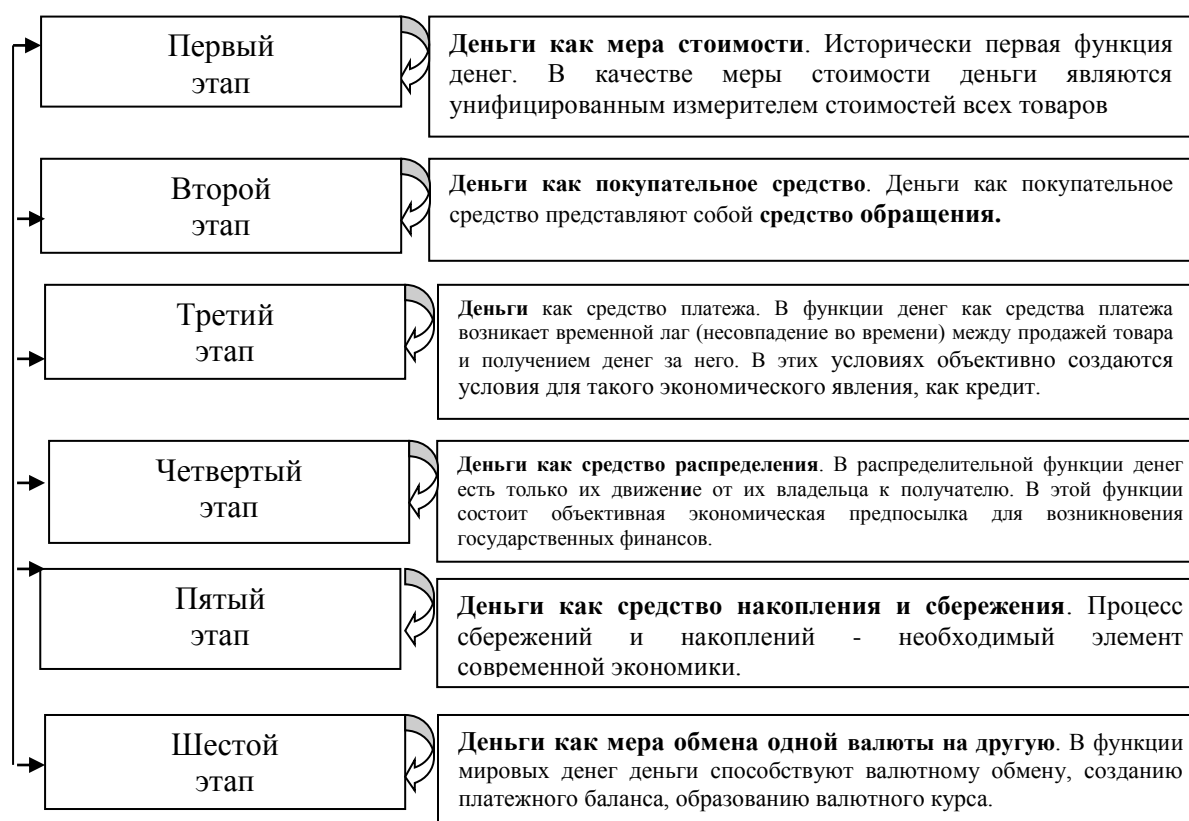 Первый
этап
Деньги как мера стоимости. Исторически первая функция
денег. В качестве меры стоимости деньги являются
унифицированным измерителем стоимостей всех товаров
Второй
этап
Деньги как покупательное средство. Деньги как покупательное
средство представляют собой средство обращения.
Третий
этап
Деньги как средство платежа. В функции денег как средства платежа
возникает временной лаг (несовпадение во времени) между продажей товара
и получением денег за него. В этих условиях объективно создаются
условия для такого экономического явления, как кредит.
Четвертый
этап
Деньги как средство распределения. В распределительной функции денег
есть только их движение от их владельца к получателю. В этой функции
состоит объективная экономическая предпосылка для возникновения
государственных финансов.
Пятый
этап
Деньги как средство накопления и сбережения. Процесс
сбережений и накоплений - необходимый элемент
современной экономики.
Шестой
этап
Деньги как мера обмена одной валюты на другую. В функции
мировых денег деньги способствуют валютному обмену, созданию
платежного баланса, образованию валютного курса.